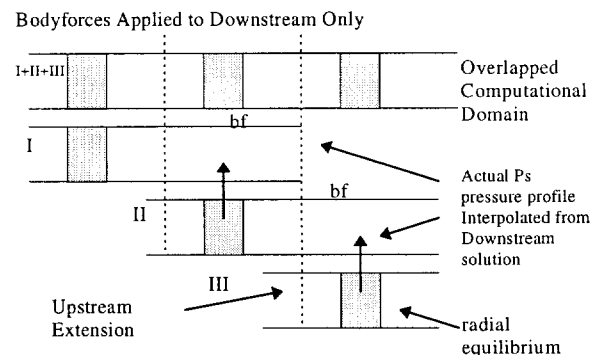 Bodyforces Applied to Downstream Only
I+II+III
Overlapped
Computational
Domain
bf
I
Actual Ps
pressure profile
Interpolated from
Downstream
solution
bf
II
III
Upstream
Extension
radial
equilibrium